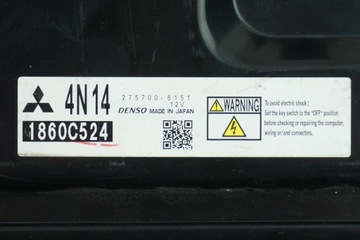 4N14
275700-6151
12V
DENSO MADE IN JAPAN
1860C524
WARNING
To avoid electric shock;
Set the key switch to the "OFF" position
before checking or repairing the computer,
wiring on/and connectors.